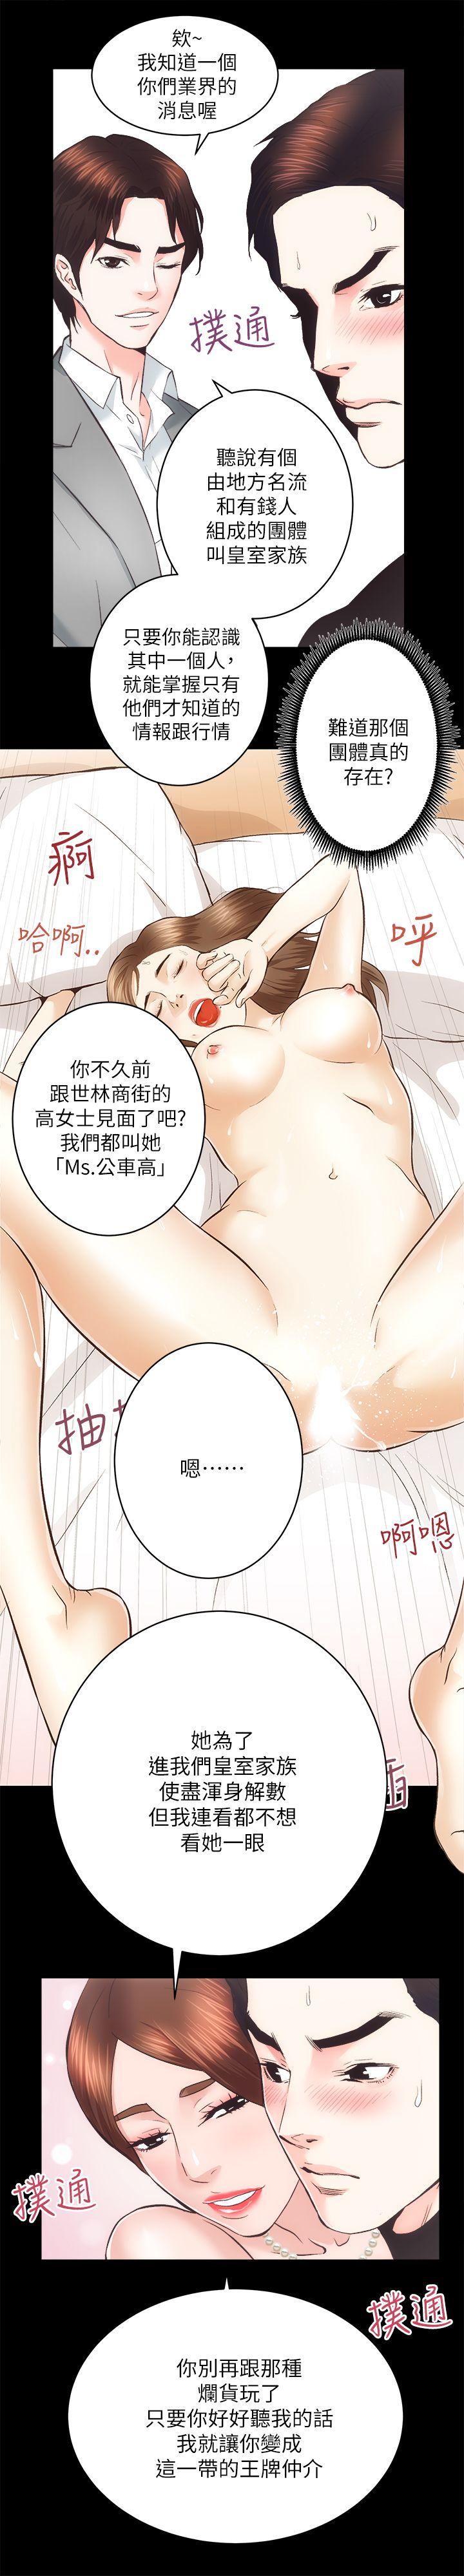 欸~
我知道一個
你們業界的
消息喔
撲通
聽說有個
由地方名流
和有錢人
組成的團體
叫皇室家族
只要你能認識
其中一個人，
就能掌握只有
他們才知道的
情報跟行情
難道那個
團體真的
存在?
啊
哈啊..
呼
你不久前
跟世林商街的
高女士見面了吧?
我們都叫她
「Ms.公車高」
抽
嗯⋯⋯
啊嗯
她為了
進我們皇室家族
使盡渾身解數
但我連看都不想
看她一眼
撲通
撲通
你別再跟那種
爛貨玩了
只要你好好聽我的話
我就讓你變成
這一帶的王牌仲介